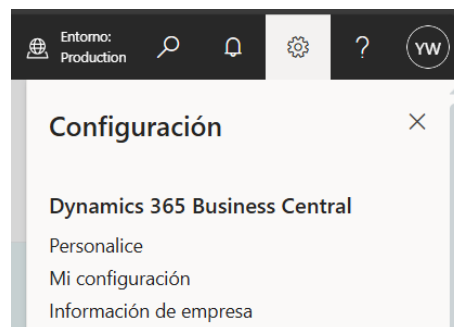 Entorno:
Production
?
YW
Configuración
Dynamics 365 Business Central
Personalice
Mi configuración
Información de empresa